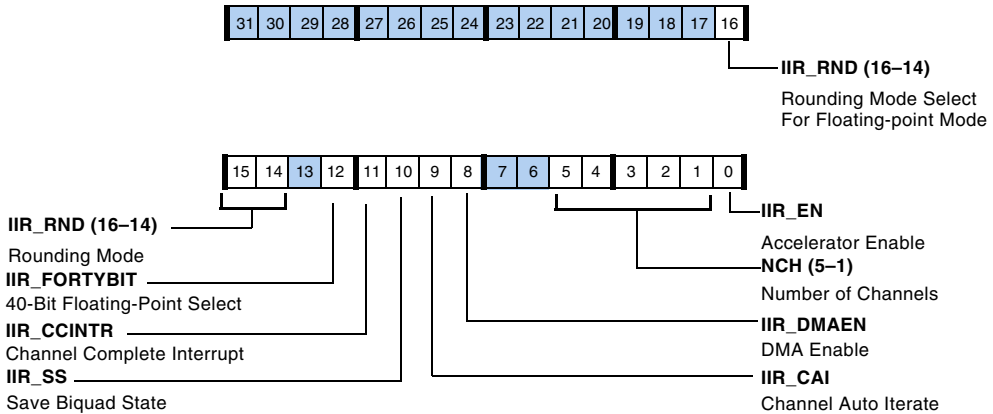 31 30 29 28 27 26 25 24 23 22 21 20 19 18 17 16
IIR_RND (16–14)
Rounding Mode Select
For Floating-point Mode
15 14 13 12 11 10 9 8 7 6 5 4 3 2 1 0
IIR_RND (16–14)
Rounding Mode
IIR_FORTYBIT
40-Bit Floating-Point Select
IIR_CCINTR
Channel Complete Interrupt
IIR_SS
Save Biquad State
IIR_EN
Accelerator Enable
NCH (5–1)
Number of Channels
IIR_DMAEN
DMA Enable
IIR_CAI
Channel Auto Iterate